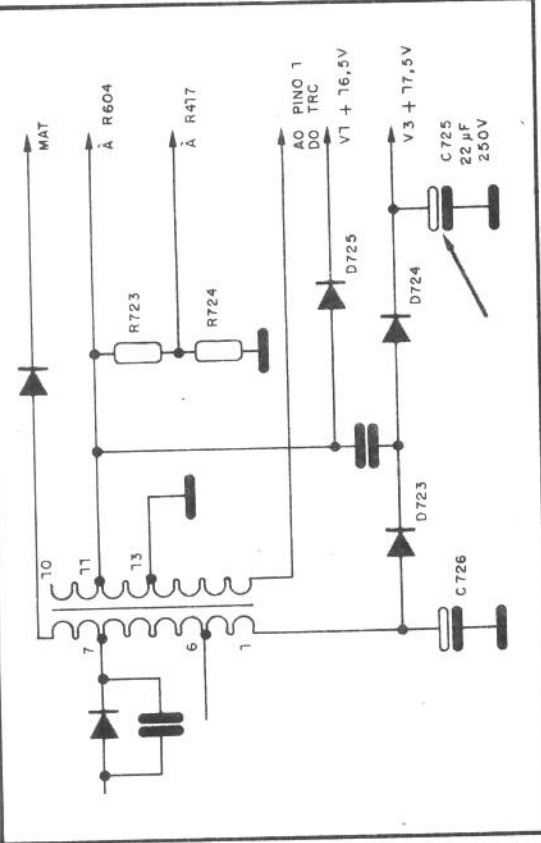 MAT
À R604
À R417
10
11
13
7
6
1
R723
R724
AO PINO 1
DO TRC
V1 + 16,5V
D725
V3 + 17,5V
D724
D723
C725
22 µF
250V
C726